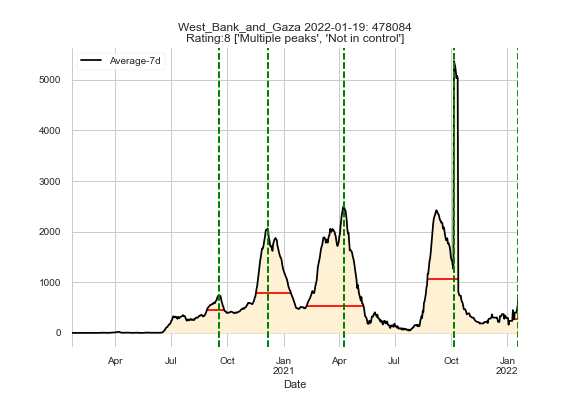 West_Bank_and_Gaza 2022-01-19: 478084
Rating:8 ['Multiple peaks', 'Not in control']
Average-7d
5000
4000
3000
2000
1000
0
Apr
Jul
Oct
Jan
2021
Apr
Jul
Oct
Jan
2022
Date